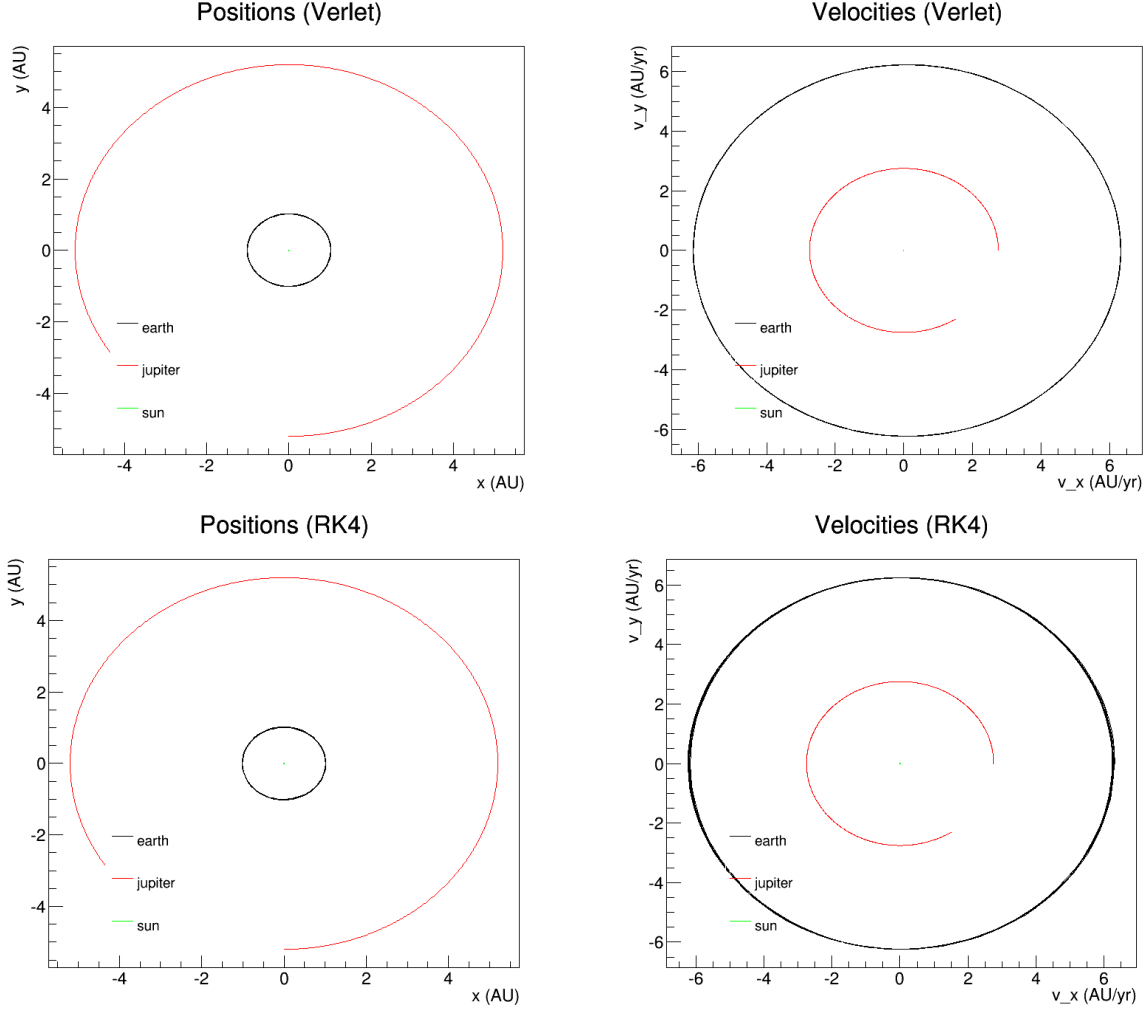 Positions (Verlet)
y (AU)
4
2
0
-2
-4
earth
jupiter
sun
-4 -2 0 2 4
x (AU)
Velocities (Verlet)
v_y (AU/yr)
6
4
2
0
-2
-4
-6
earth
jupiter
sun
-6 -4 -2 0 2 4 6
v_x (AU/yr)
Positions (RK4)
y (AU)
4
2
0
-2
-4
earth
jupiter
sun
-4 -2 0 2 4
x (AU)
Velocities (RK4)
v_y (AU/yr)
6
4
2
0
-2
-4
-6
earth
jupiter
sun
-6 -4 -2 0 2 4 6
v_x (AU/yr)